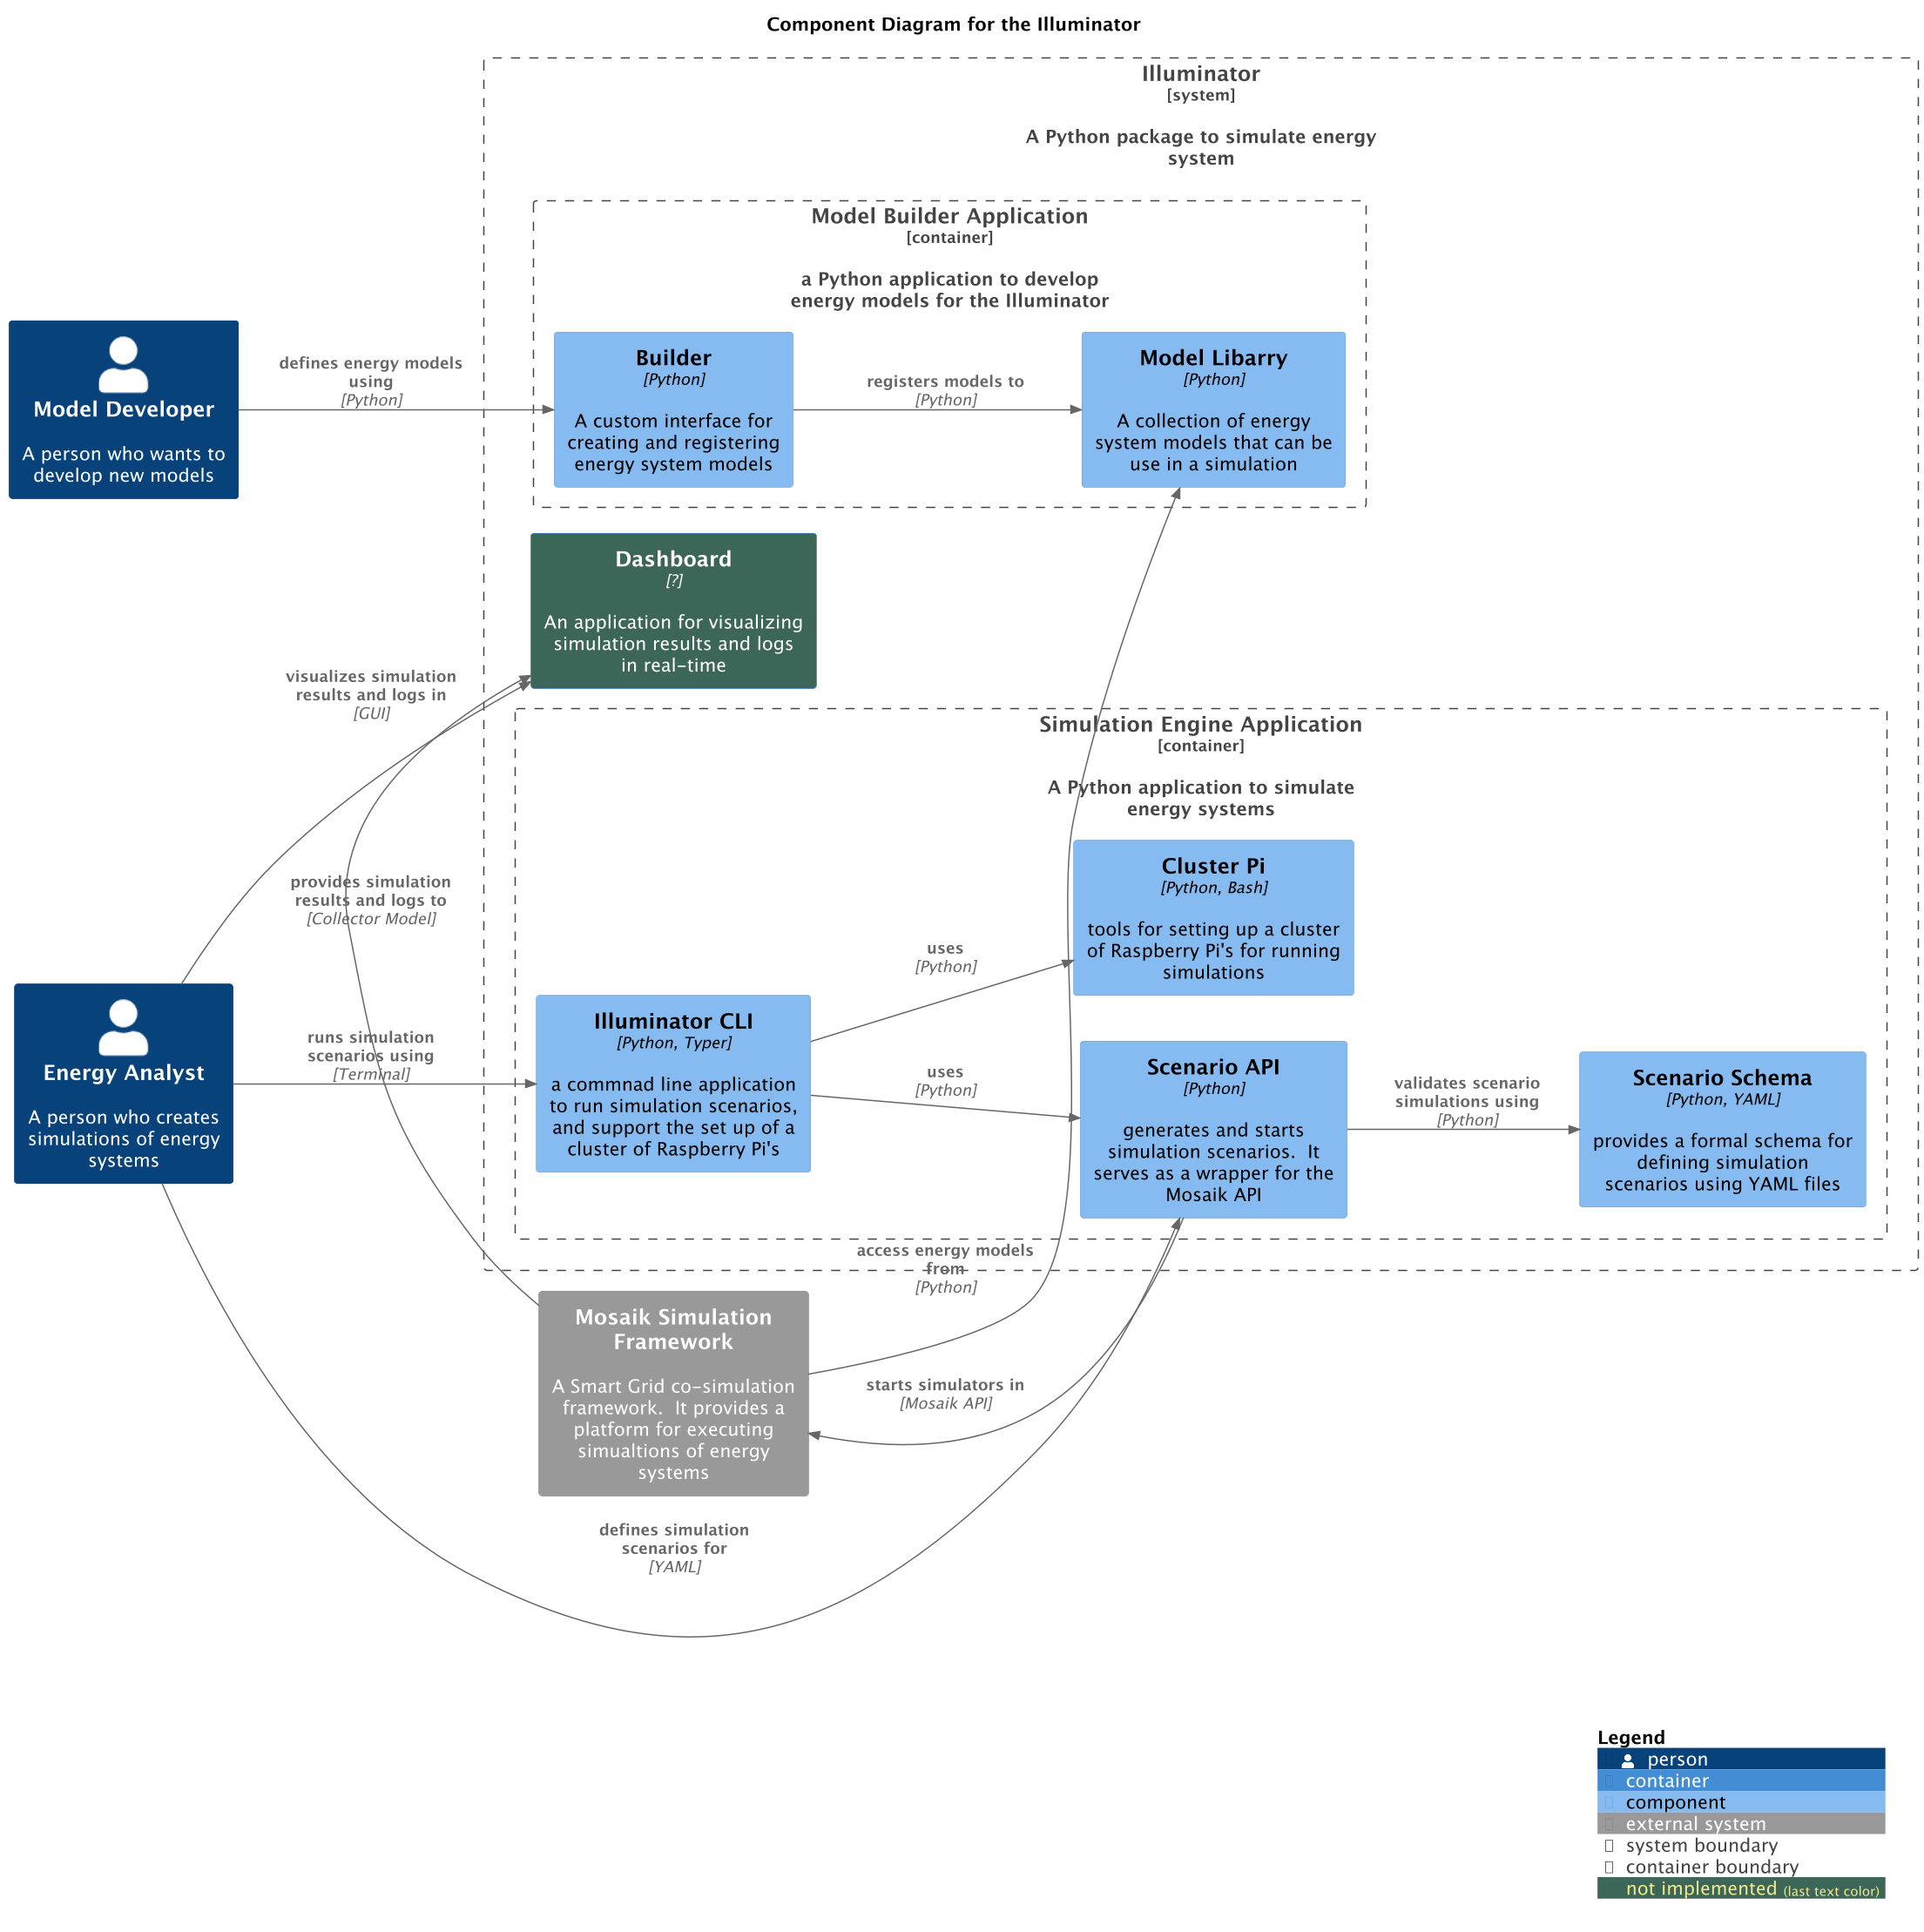 Component Diagram for the Illuminator
Illuminator
[system]
A Python package to simulate energy
system
Model Builder Application
[container]
a Python application to develop
energy models for the Illuminator
Model Developer
A person who wants to
develop new models
defines energy models
using
[Python]
Builder
[Python]
A custom interface for
creating and registering
energy system models
registers models to
[Python]
Model Libarry
[Python]
A collection of energy
system models that can be
use in a simulation
Dashboard
[?]
An application for visualizing
simulation results and logs
in real-time
visualizes simulation
results and logs in
[GUI]
Simulation Engine Application
[container]
A Python application to simulate
energy systems
provides simulation
results and logs to
[Collector Model]
Cluster Pi
[Python, Bash]
tools for setting up a cluster
of Raspberry Pi's for running
simulations
uses
[Python]
Energy Analyst
A person who creates
simulations of energy
systems
runs simulation
scenarios using
[Terminal]
Illuminator CLI
[Python, Typer]
a commnad line application
to run simulation scenarios,
and support the set up of a
cluster of Raspberry Pi's
uses
[Python]
Scenario API
[Python]
generates and starts
simulation scenarios.  It
serves as a wrapper for the
Mosaik API
validates scenario
simulations using
[Python]
Scenario Schema
[Python, YAML]
provides a formal schema for
defining simulation
scenarios using YAML files
access energy models
from
[Python]
Mosaik Simulation
Framework
A Smart Grid co-simulation
framework.  It provides a
platform for executing
simualtions of energy
systems
starts simulators in
[Mosaik API]
defines simulation
scenarios for
[YAML]
Legend
person
container
component
external system
system boundary
container boundary
not implemented (last text color)